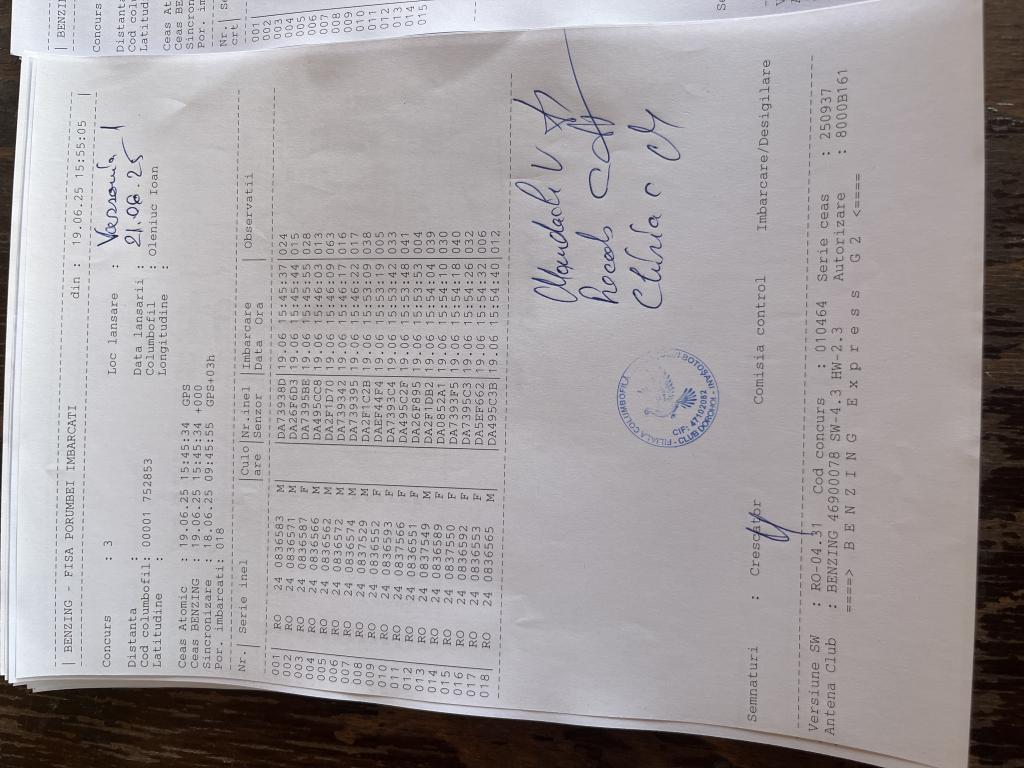 | BENZING - FISA PORUMBEI IMBARCATI din : 19.06.25 15:55:05 |
Concurs : 3 Loc lansare : Varsovia 1
Distanta : Data lansarii : 21.06.25
Cod columbofil: 00001 752853 Columbofil : Oleniuc Ioan
Latitudine : Longitudine :
Ceas Atomic : 19.06.25 15:45:34 GPS
Ceas BENZING : 19.06.25 15:45:34 +000
Sincronizare : 18.06.25 09:45:55 GPS+03h
Por. imbarcati: 018
Nr.| Serie inel |Culo|Nr.inel |Imbarcare |Observatii
|are |Senzor |Data Ora |
001| RO 24 0836583 M |DA73938D|19.06 15:45:37|024
002| RO 24 0836571 M |DA26F6D3|19.06 15:45:44|015
003| RO 24 0836587 F |DA7395BE|19.06 15:45:55|028
004| RO 24 0836566 M |DA495CC8|19.06 15:46:03|013
005| RO 24 0836562 M |DA2F1D70|19.06 15:46:09|063
006| RO 24 0836572 M |DA739342|19.06 15:46:17|016
007| RO 24 0836574 M |DA739395|19.06 15:46:22|017
008| RO 24 0837529 M |DA2F1C2B|19.06 15:53:09|038
009| RO 24 0836552 F |DAEF44F4|19.06 15:53:19|005
010| RO 24 0836593 F |DA7393C4|19.06 15:53:29|033
011| RO 24 0837566 F |DA495C2F|19.06 15:53:46|041
012| RO 24 0836551 F |DA26F895|19.06 15:53:53|004
013| RO 24 0837549 M |DA2F1DB2|19.06 15:54:04|039
014| RO 24 0836589 F |DA0852A1|19.06 15:54:10|030
015| RO 24 0837550 F |DA7393F5|19.06 15:54:18|040
016| RO 24 0836592 F |DA7395C3|19.06 15:54:26|032
017| RO 24 0836553 F |DA5EF662|19.06 15:54:32|006
018| RO 24 0836565 M |DA495C3B|19.06 15:54:40|012
FILIALA COLUMBOFILA BOTOSANI
- CLUB DOROHOI -
CIF: 47102082
Semnaturi : Crescator Comisia control Imbarcare/Desigilare
Versiune SW : RO-04.31 Cod concurs : 010464 Serie ceas : 250937
Antena Club : BENZING 46900078 SW-4.3 HW-2.3 Autorizare : 8000B161
====> B E N Z I N G E x p r e s s G 2 <====